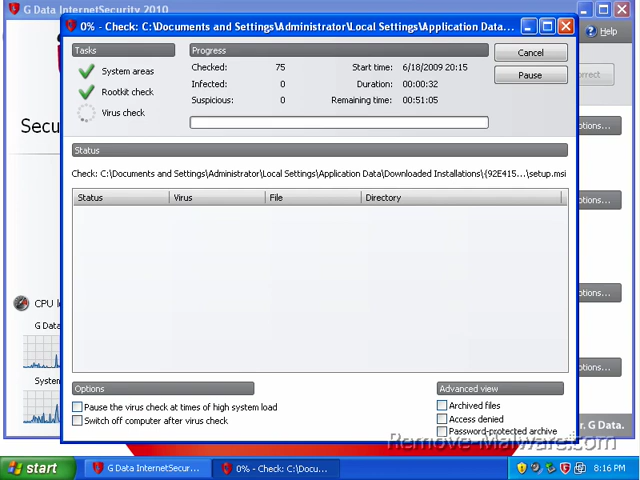 G Data InternetSecurity 2010
0% - Check: C:\Documents and Settings\Administrator\Local Settings\Application Data...
Help
Tasks
Progress
Cancel
System areas
Checked: 75
Start time: 6/18/2009 20:15
Pause
Rootkit check
Infected: 0
Duration: 00:00:32
Virus check
Suspicious: 0
Remaining time: 00:51:05
Secu
Status
Check: C:\Documents and Settings\Administrator\Local Settings\Application Data\Downloaded Installations\{92E415...\setup.msi
Status Virus File Directory
CPU l
G Data
System
Options
Advanced view
Pause the virus check at times of high system load
Archived files
Switch off computer after virus check
Access denied
Password-protected archive
G Data.
Remove-Malware.com
start
G Data InternetSecur...
0% - Check: C:\Docu...
8:16 PM